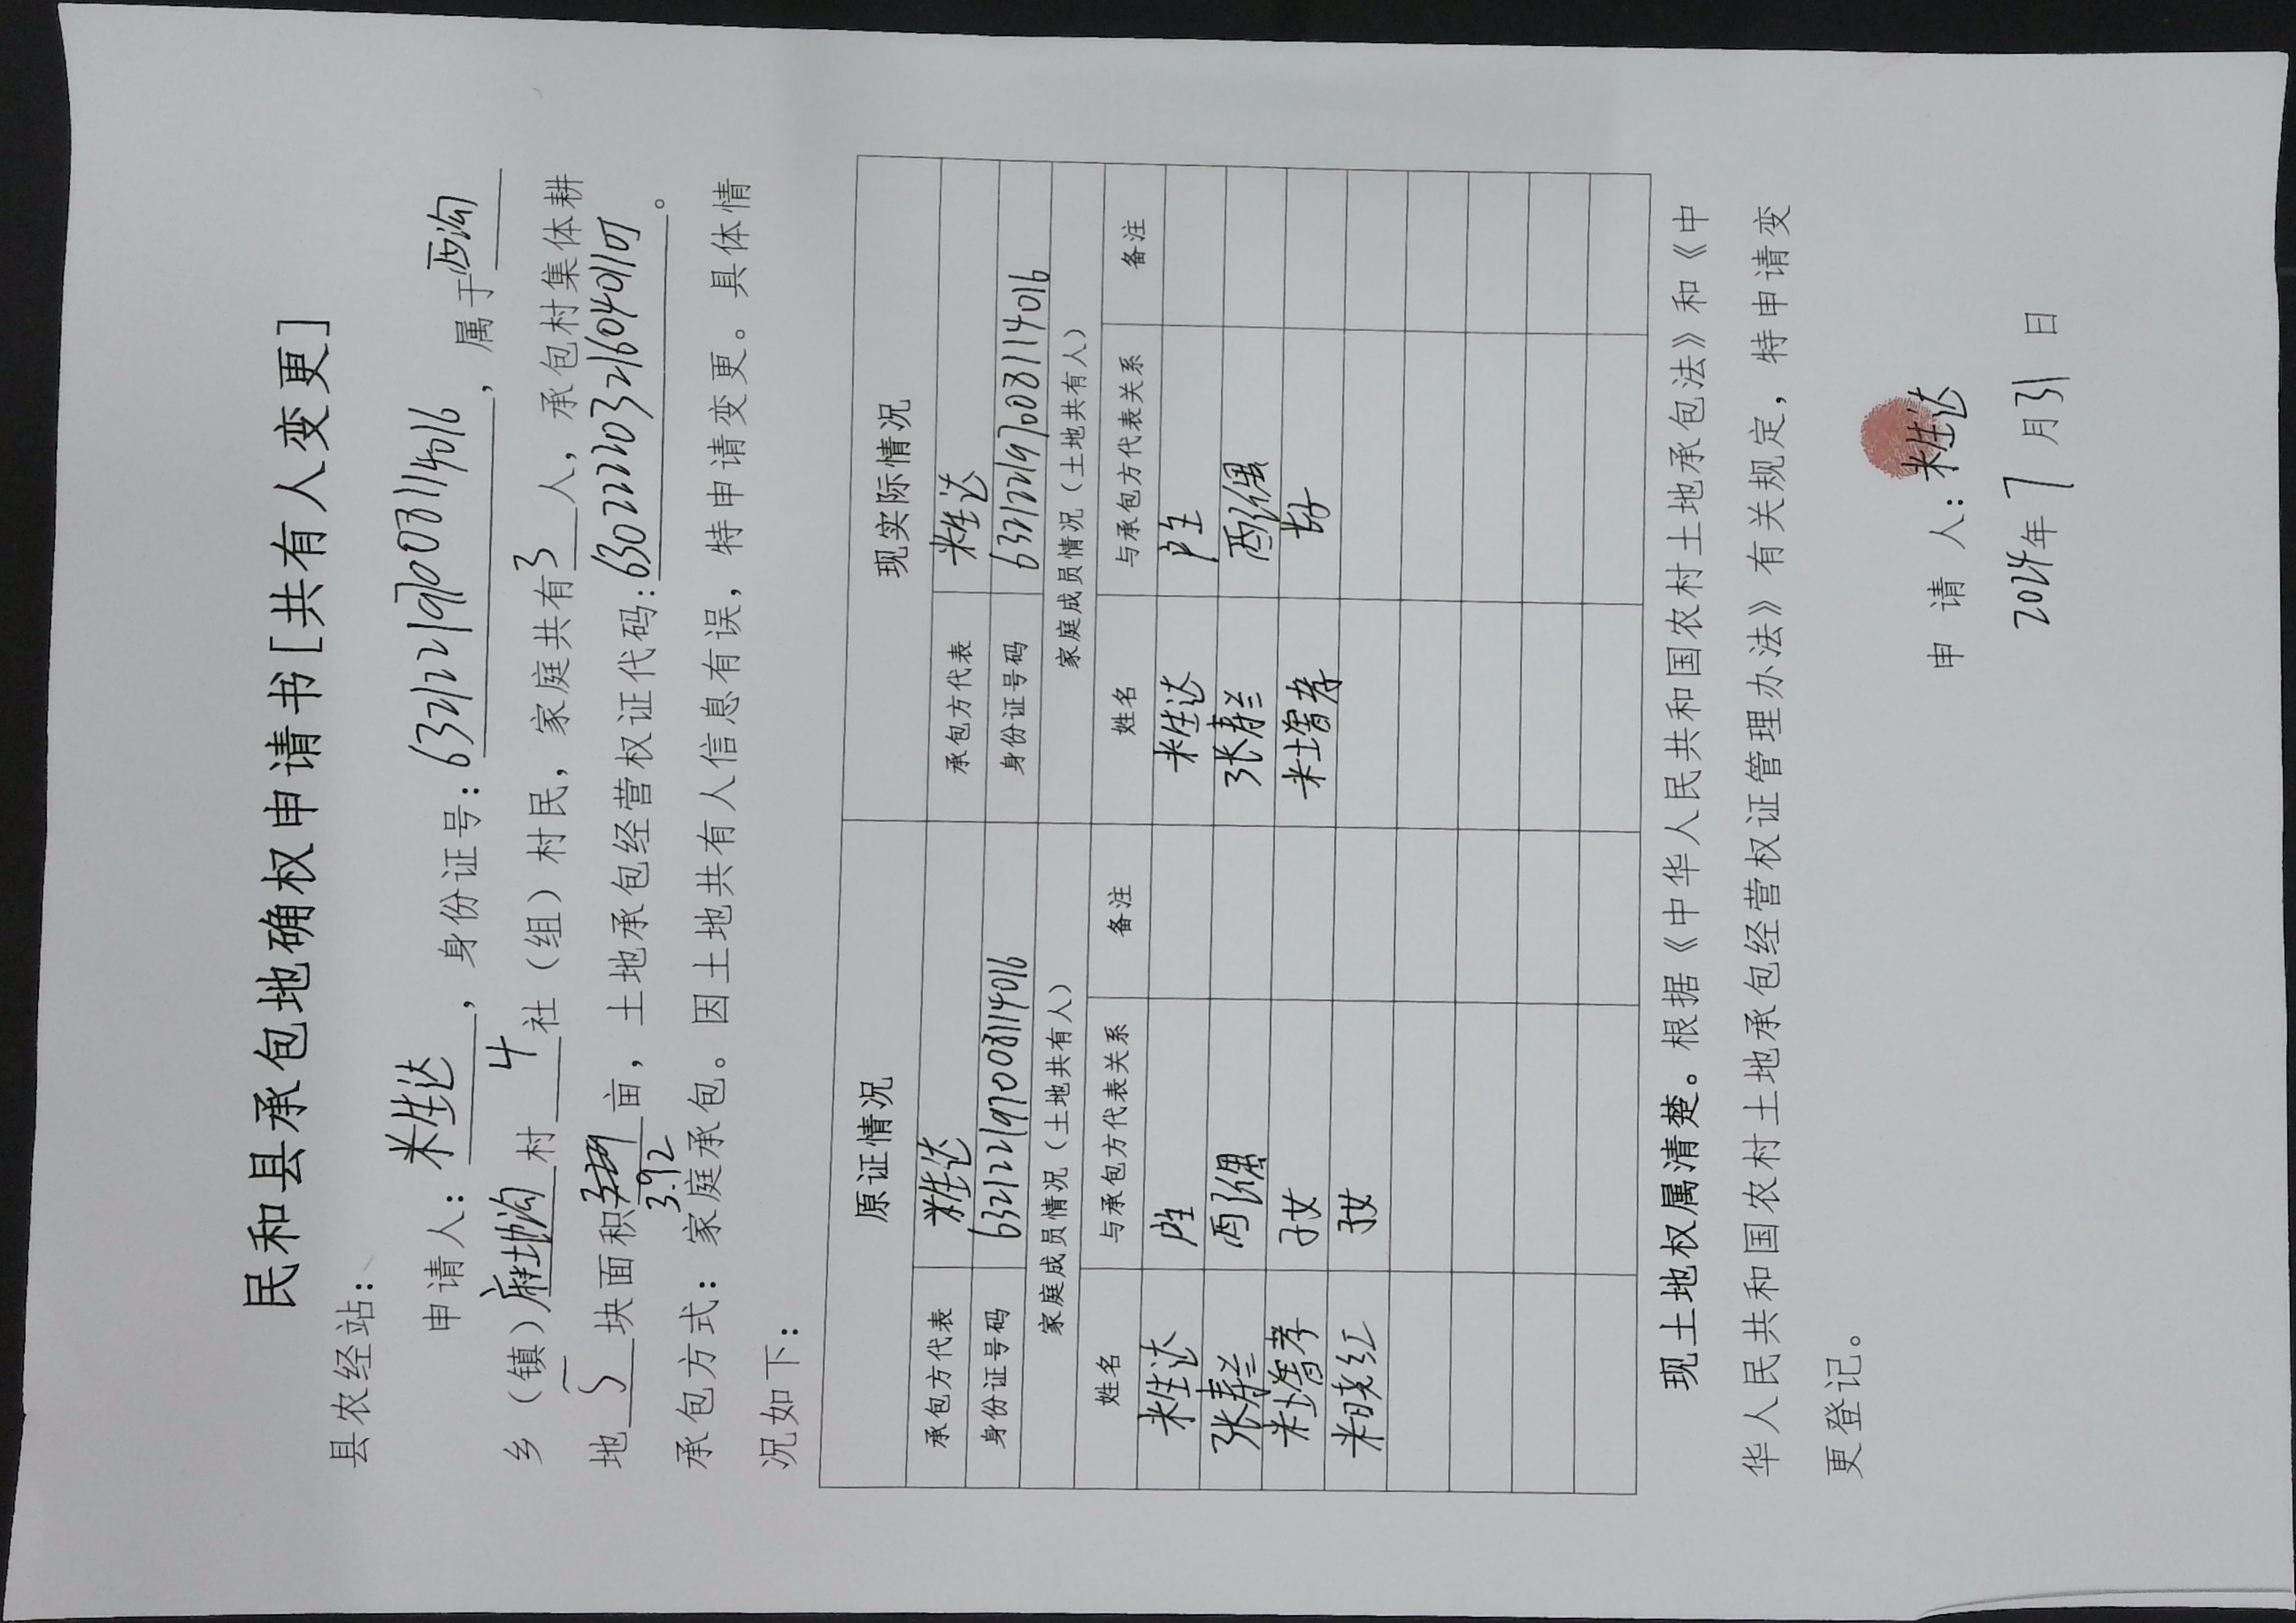 民和县承包地确权申请书[共有人变更]
县农经站：
申请人：米生达，身份证号：632122197008114016，属于西沟
乡（镇）麻地沟村4社（组）村民，家庭共有3人，承包村集体耕
地5块面积亩，土地承包经营权证代码：
3.92
承包方式：家庭承包。因土地共有人信息有误，特申请变更。具体情
况如下：
原证情况 现实际情况
承包方代表 米生达 承包方代表 米生达
身份证号码 632122197008114016 身份证号码 632122197008114016
家庭成员情况（土地共有人） 家庭成员情况（土地共有人）
姓名 与承包方代表关系 备注 姓名 与承包方代表关系 备注
米生达 户主 米生达 户主
张寿兰 配偶 张寿兰 配偶
米增孝 子女 米增孝
米晓红 子女
现土地权属清楚。根据《中华人民共和国农村土地承包法》和《中
华人民共和国农村土地承包经营权证管理办法》有关规定，特申请变
更登记。
申 请 人：米生达
2024年7月31日